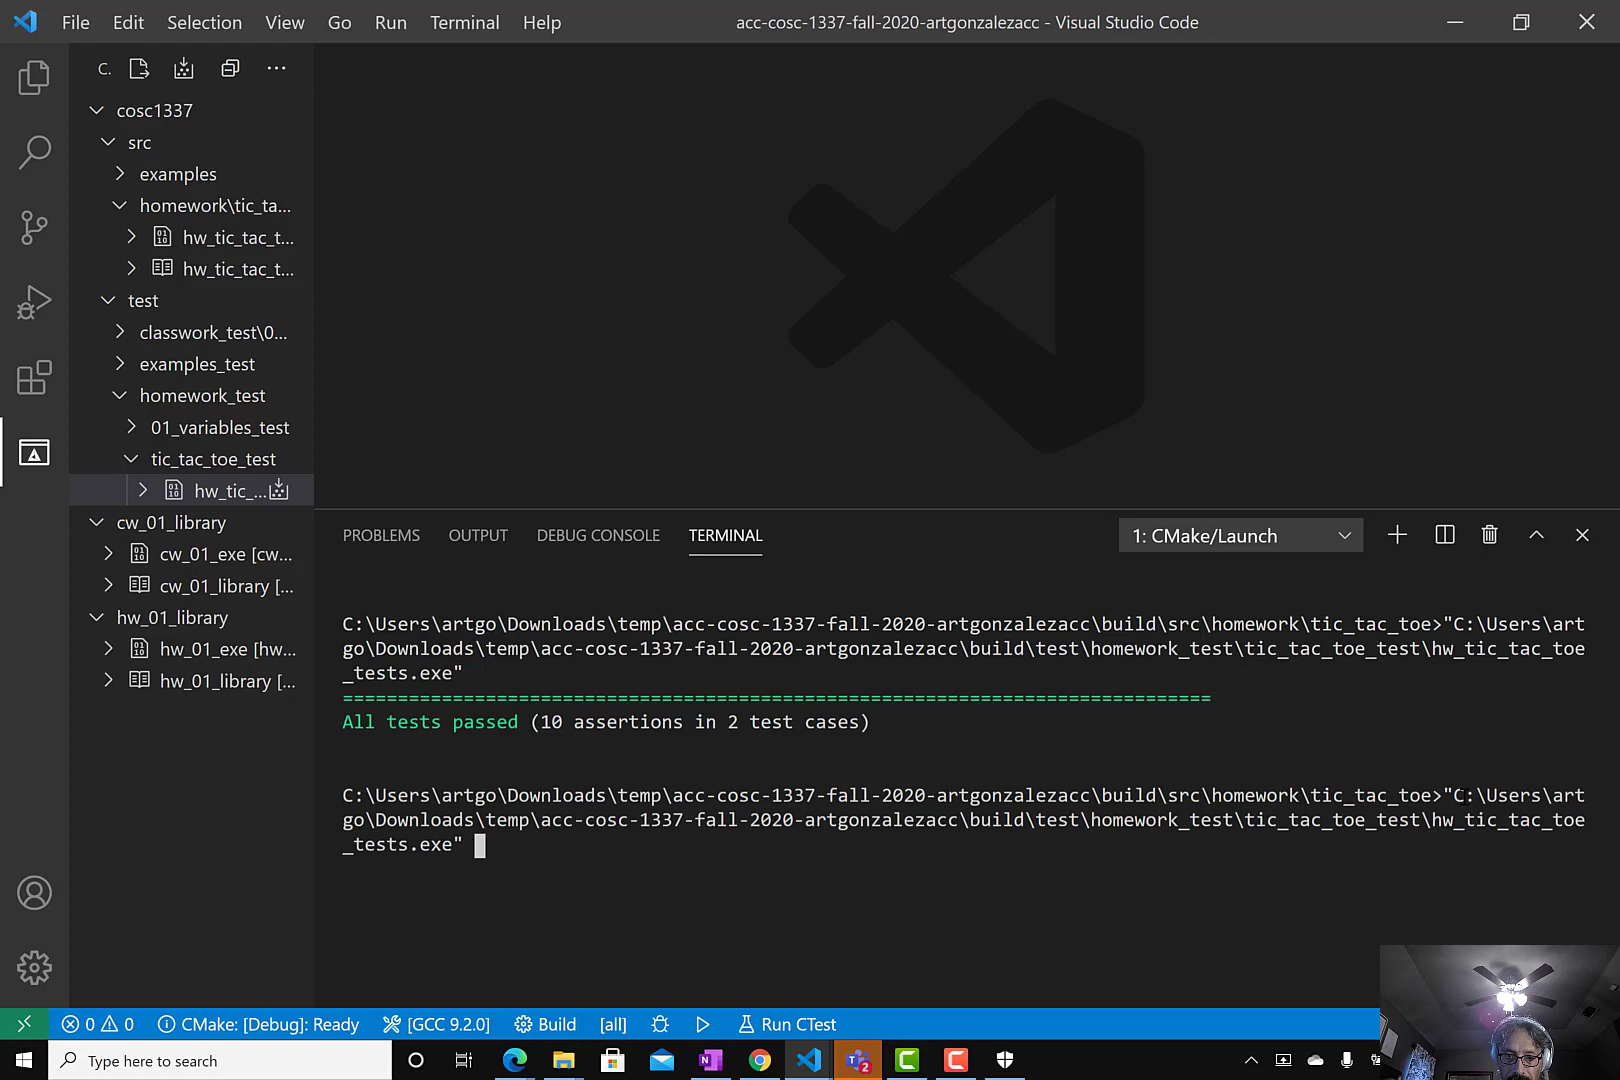 File Edit Selection View Go Run Terminal Help
acc-cosc-1337-fall-2020-artgonzalezacc - Visual Studio Code
C.
cosc1337
src
examples
homework\tic_ta...
hw_tic_tac_t...
hw_tic_tac_t...
test
classwork_test\0...
examples_test
homework_test
01_variables_test
tic_tac_toe_test
hw_tic_...
cw_01_library
cw_01_exe [cw...
cw_01_library [...
hw_01_library
hw_01_exe [hw...
hw_01_library [...
PROBLEMS OUTPUT DEBUG CONSOLE TERMINAL
1: CMake/Launch
C:\Users\artgo\Downloads\temp\acc-cosc-1337-fall-2020-artgonzalezacc\build\src\homework\tic_tac_toe>"C:\Users\art
go\Downloads\temp\acc-cosc-1337-fall-2020-artgonzalezacc\build\test\homework_test\tic_tac_toe_test\hw_tic_tac_toe
_tests.exe"
===============================================================================
All tests passed (10 assertions in 2 test cases)
C:\Users\artgo\Downloads\temp\acc-cosc-1337-fall-2020-artgonzalezacc\build\src\homework\tic_tac_toe>"C:\Users\art
go\Downloads\temp\acc-cosc-1337-fall-2020-artgonzalezacc\build\test\homework_test\tic_tac_toe_test\hw_tic_tac_toe
_tests.exe"
0 0 CMake: [Debug]: Ready [GCC 9.2.0] Build [all] Run CTest
Type here to search